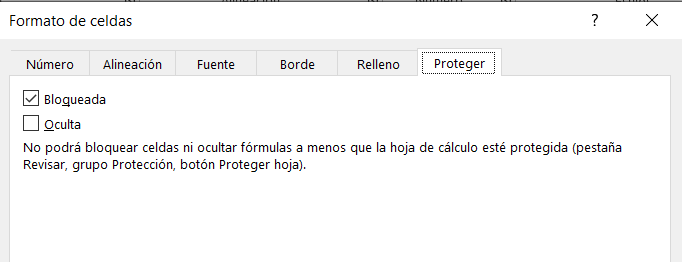 Formato de celdas ? ×
Número Alineación Fuente Borde Relleno Proteger
Bloqueada
Oculta
No podrá bloquear celdas ni ocultar fórmulas a menos que la hoja de cálculo esté protegida (pestaña
Revisar, grupo Protección, botón Proteger hoja).